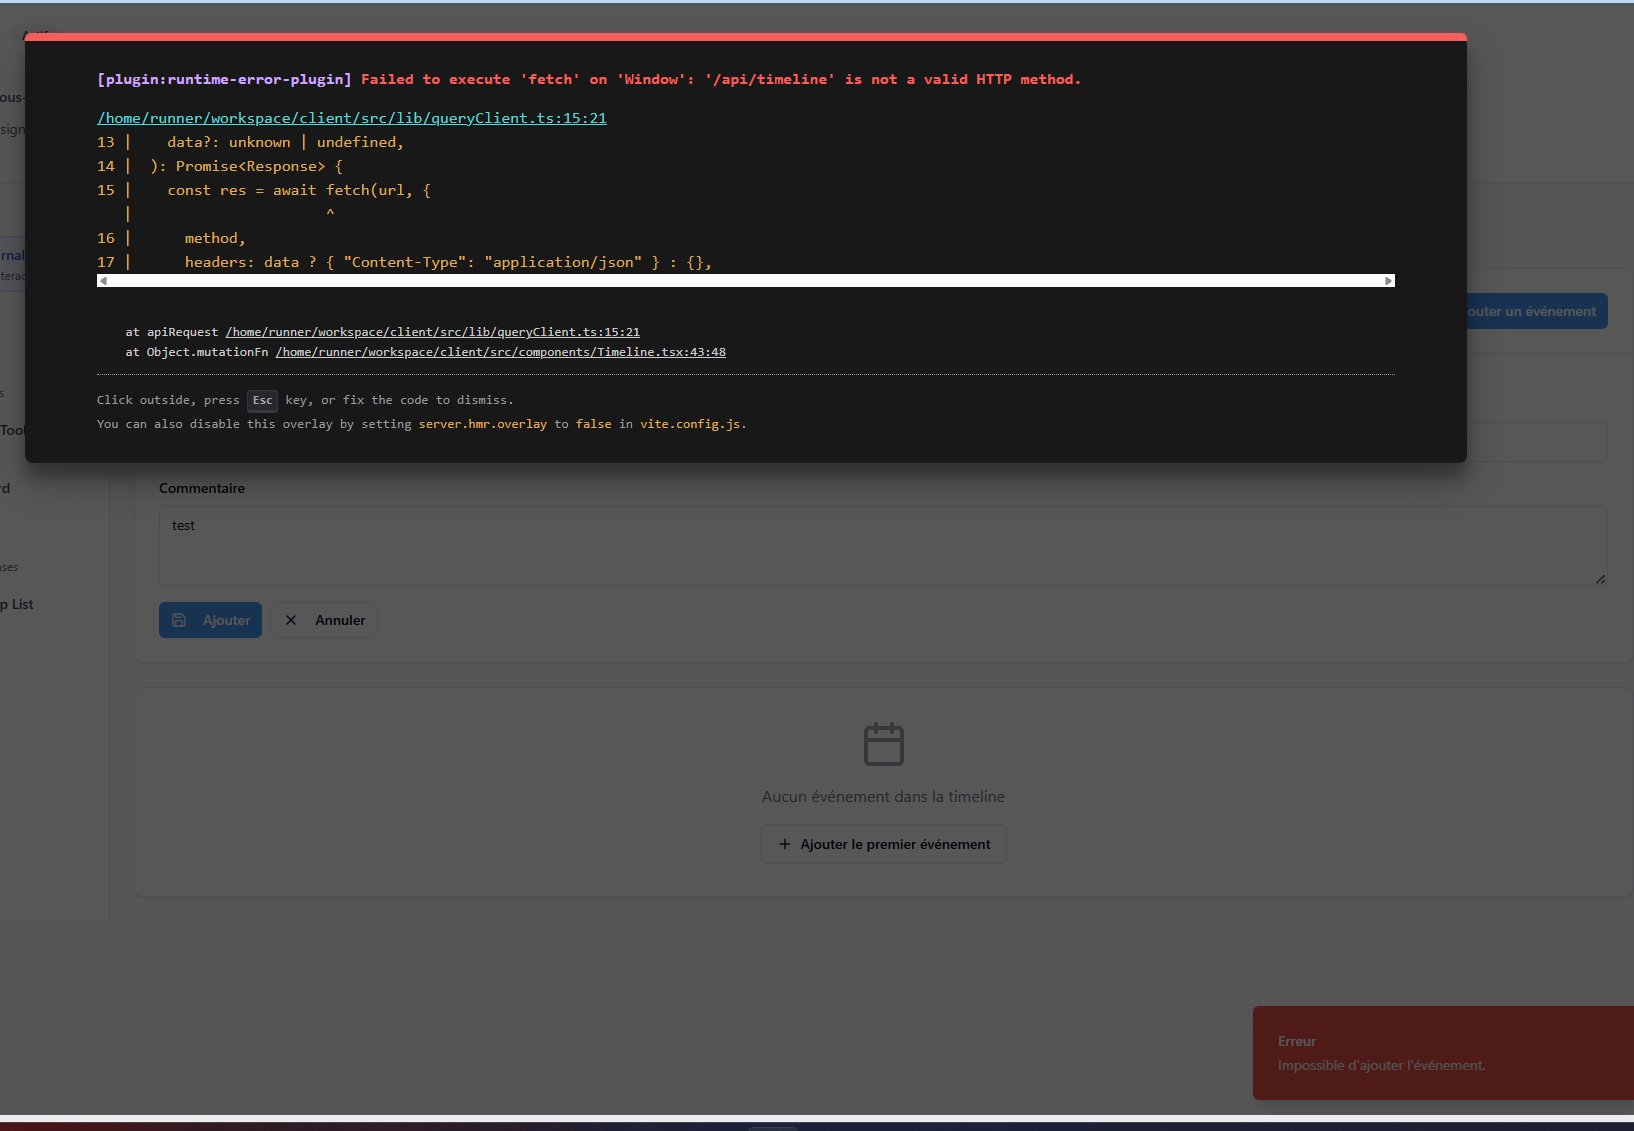 [plugin:runtime-error-plugin] Failed to execute 'fetch' on 'Window': '/api/timeline' is not a valid HTTP method.
/home/runner/workspace/client/src/lib/queryClient.ts:15:21
13 |    data?: unknown | undefined,
14 |  ): Promise<Response> {
15 |    const res = await fetch(url, {
   |                      ^
16 |      method,
17 |      headers: data ? { "Content-Type": "application/json" } : {},
at apiRequest /home/runner/workspace/client/src/lib/queryClient.ts:15:21
at Object.mutationFn /home/runner/workspace/client/src/components/Timeline.tsx:43:48
Click outside, press Esc key, or fix the code to dismiss.
You can also disable this overlay by setting server.hmr.overlay to false in vite.config.js.
ous-
sign
rnal
terac
outer un événement
s
Tool
rd
ases
p List
Commentaire
test
Ajouter
Annuler
Aucun événement dans la timeline
Ajouter le premier événement
Erreur
Impossible d'ajouter l'événement.